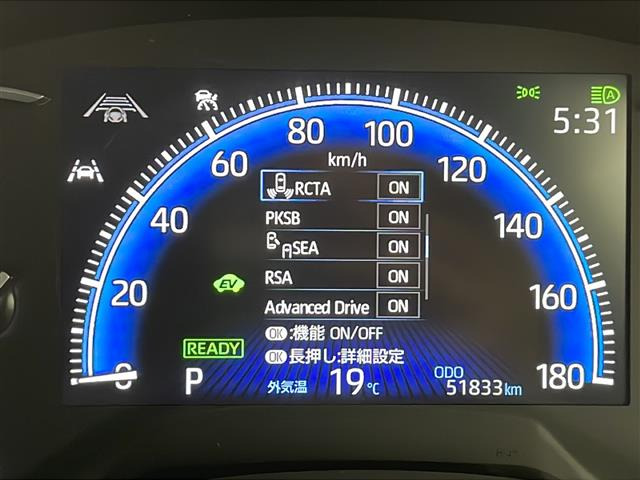 5:31
80 100
km/h
60 120
RCTA ON
PKSB ON
40 140
SEA ON
RSA ON
EV
20 160
Advanced Drive ON
OK:機能 ON/OFF
READY
OK長押し:詳細設定
0 P 外気温 19℃ ODO 51833km 180
A